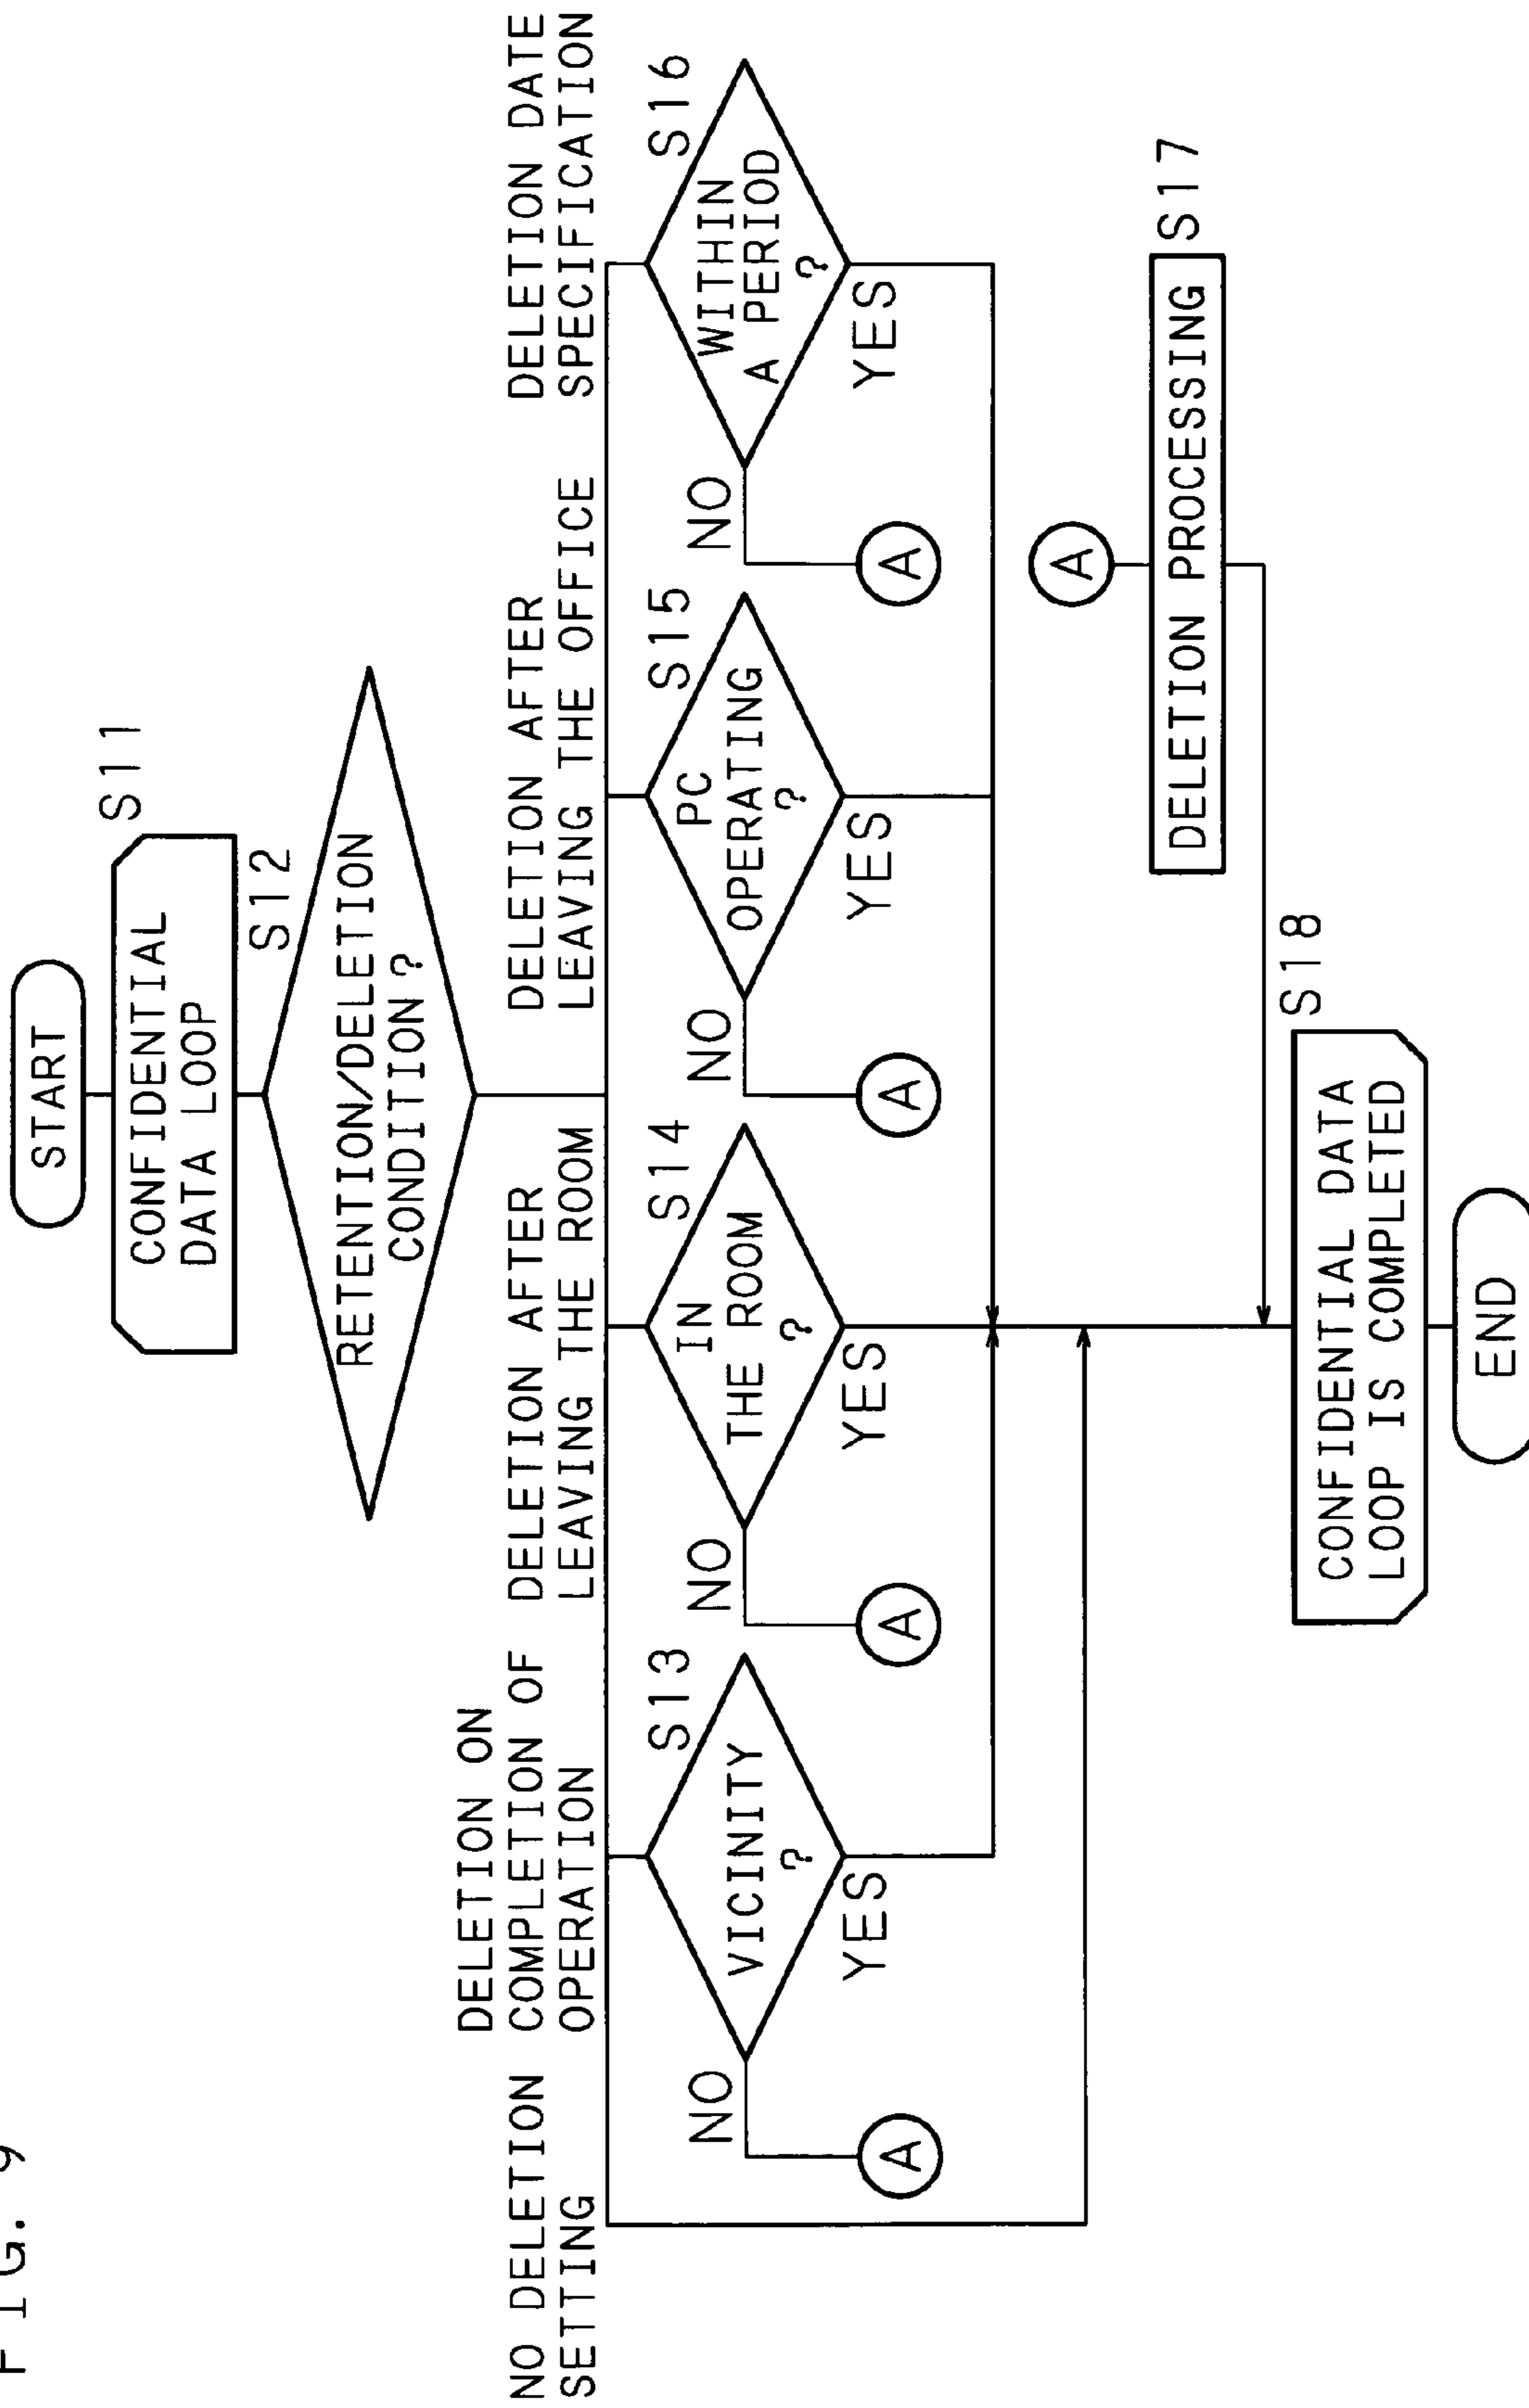 FIG. 9
START
CONFIDENTIAL
DATA LOOP
S11
S12
RETENTION/DELETION
CONDITION?
NO DELETION
SETTING
DELETION ON
COMPLETION OF
OPERATION
DELETION AFTER
LEAVING THE ROOM
DELETION AFTER
LEAVING THE OFFICE
DELETION DATE
SPECIFICATION
S13
VICINITY
?
NO
YES
A
S14
IN
THE ROOM
?
NO
YES
A
S15
PC
OPERATING
?
NO
YES
A
S16
WITHIN
A PERIOD
?
NO
YES
A
A
DELETION PROCESSING
S17
S18
CONFIDENTIAL DATA
LOOP IS COMPLETED
END